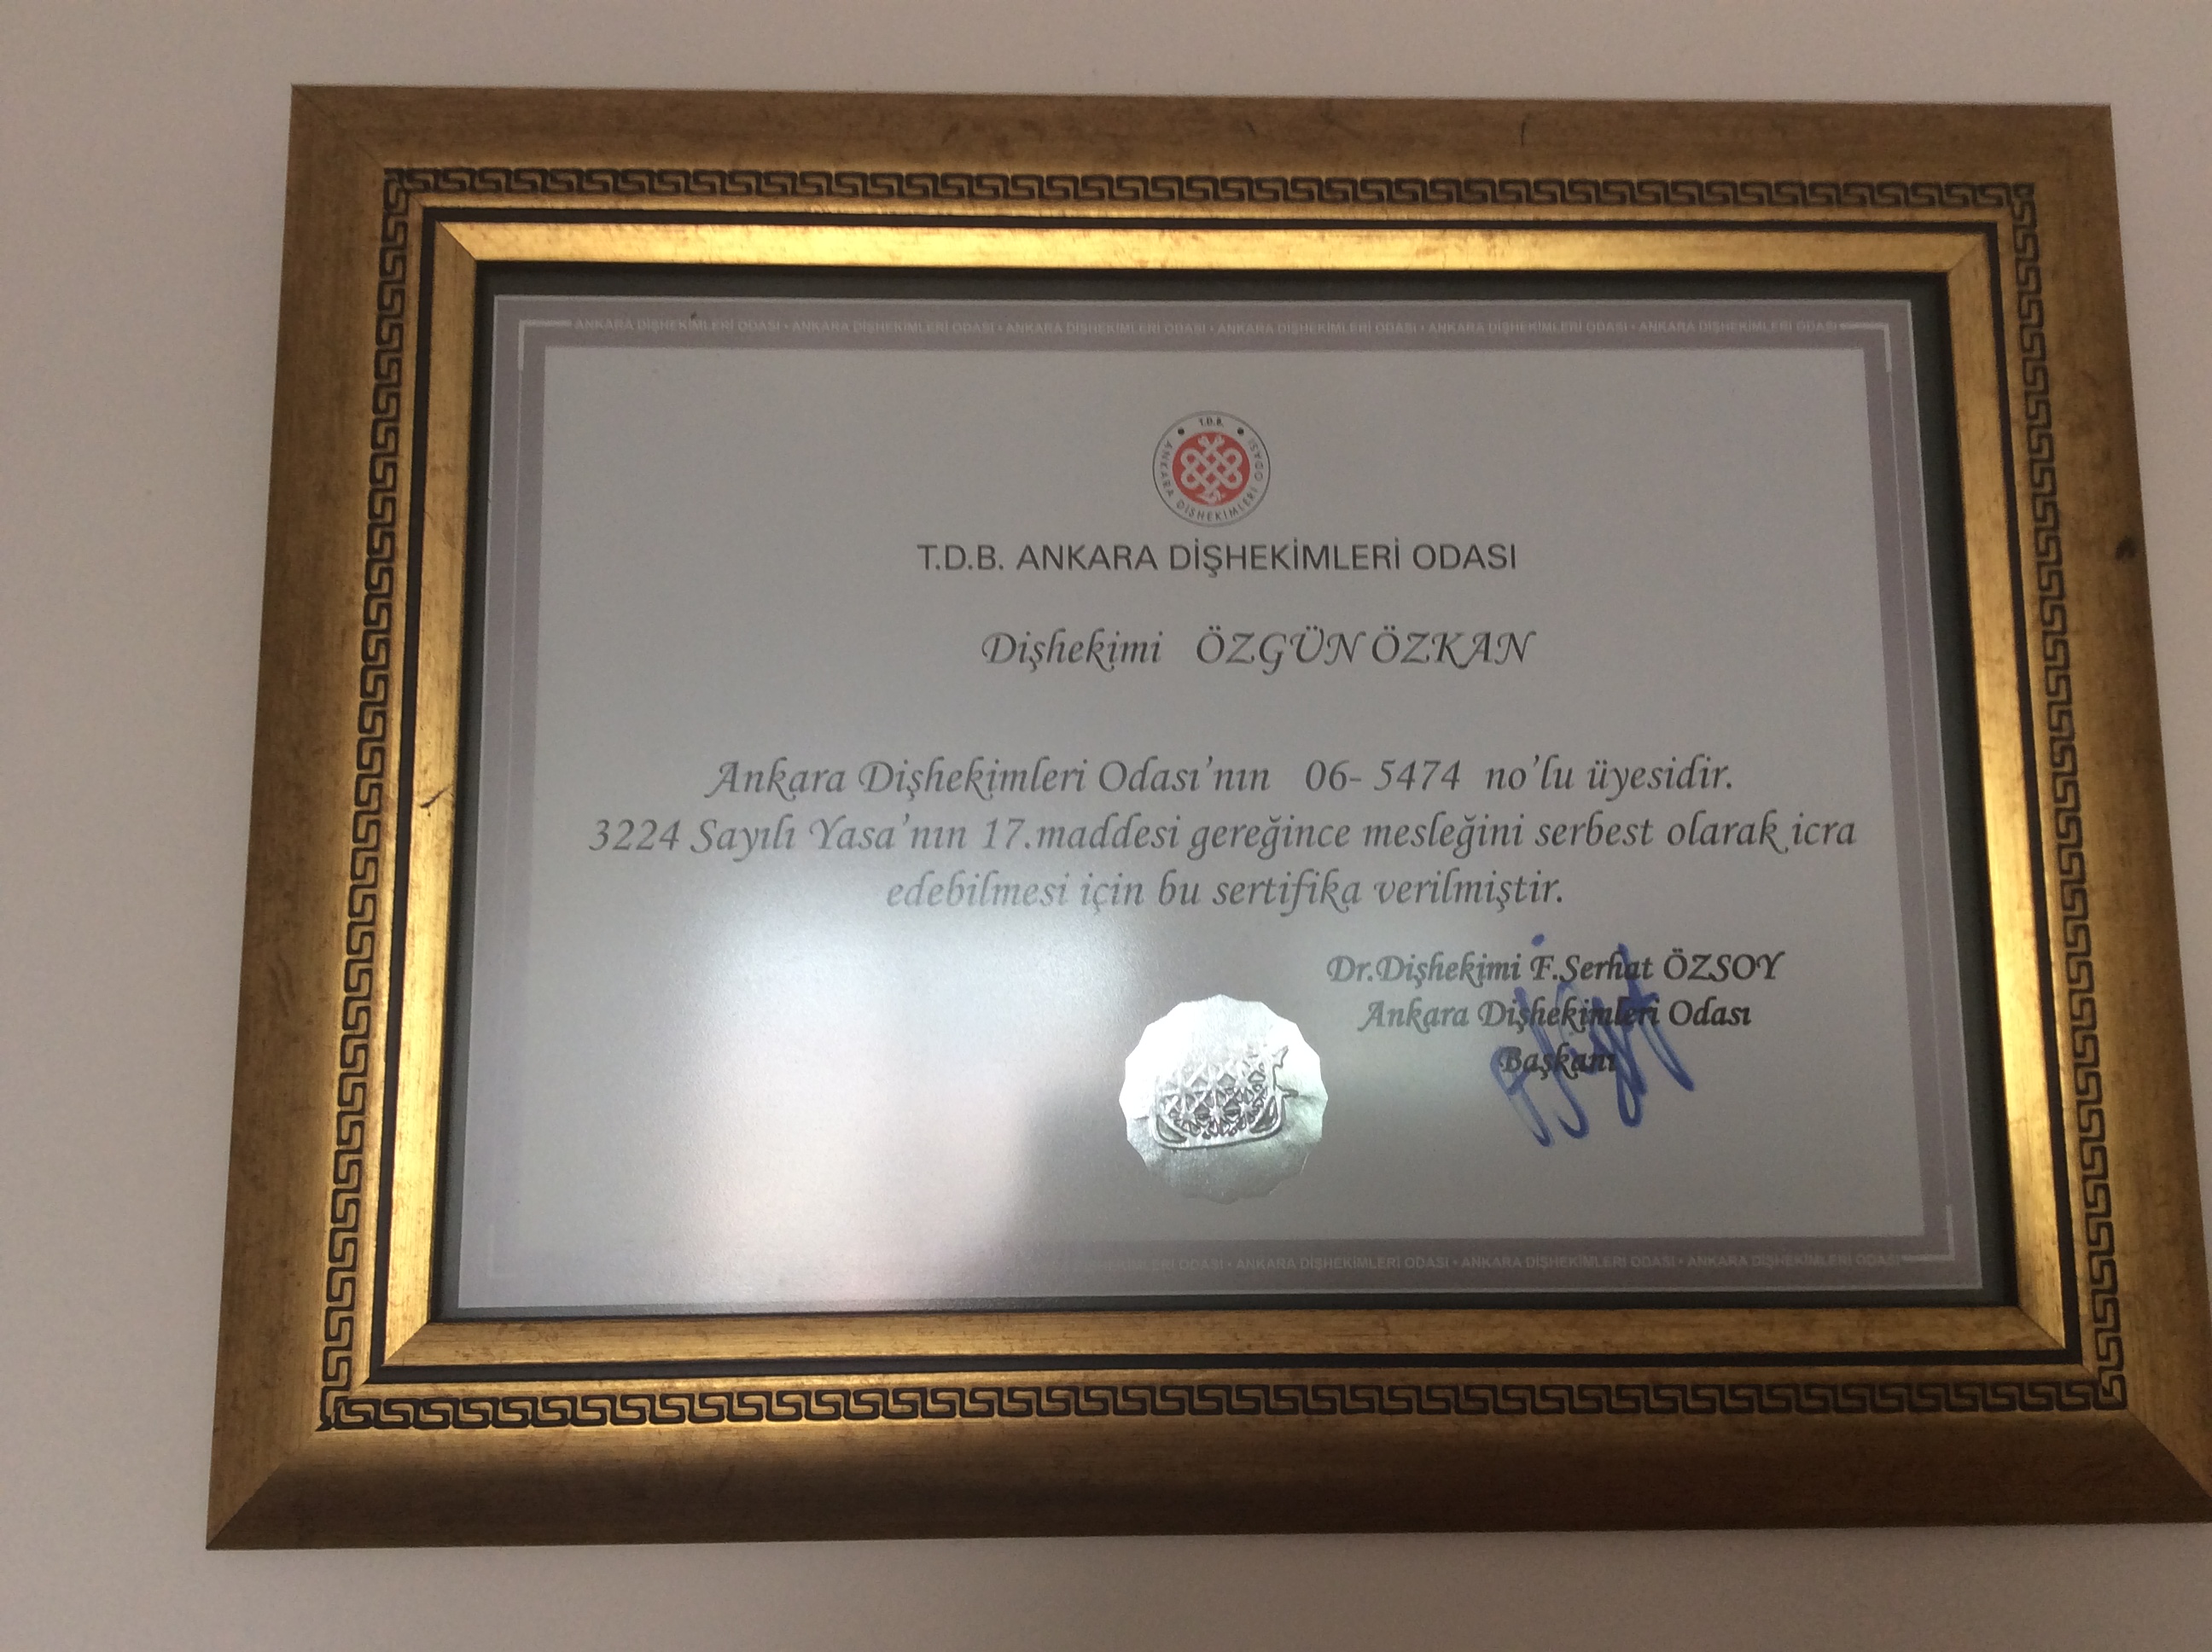 ANKARA DİŞHEKİMLERİ ODASI • ANKARA DİŞHEKİMLERİ ODASI • ANKARA DİŞHEKİMLERİ ODASI • ANKARA DİŞHEKİMLERİ ODASI • ANKARA DİŞHEKİMLERİ ODASI • ANKARA DİŞHEKİMLERİ ODASI
T.D.B.
ANKARA DİŞHEKİMLERİ ODASI
T.D.B. ANKARA DİŞHEKİMLERİ ODASI
Dişhekimi ÖZGÜN ÖZKAN
Ankara Dişhekimleri Odası'nın 06- 5474 no'lu üyesidir.
3224 Sayılı Yasa'nın 17.maddesi gereğince mesleğini serbest olarak icra
edebilmesi için bu sertifika verilmiştir.
Dr.Dişhekimi F.Serhat ÖZSOY
Ankara Dişhekimleri Odası
Başkanı
ODASI • ANKARA DİŞHEKİMLERİ ODASI • ANKARA DİŞHEKİMLERİ ODASI • ANKARA DİŞHEKİMLERİ ODASI